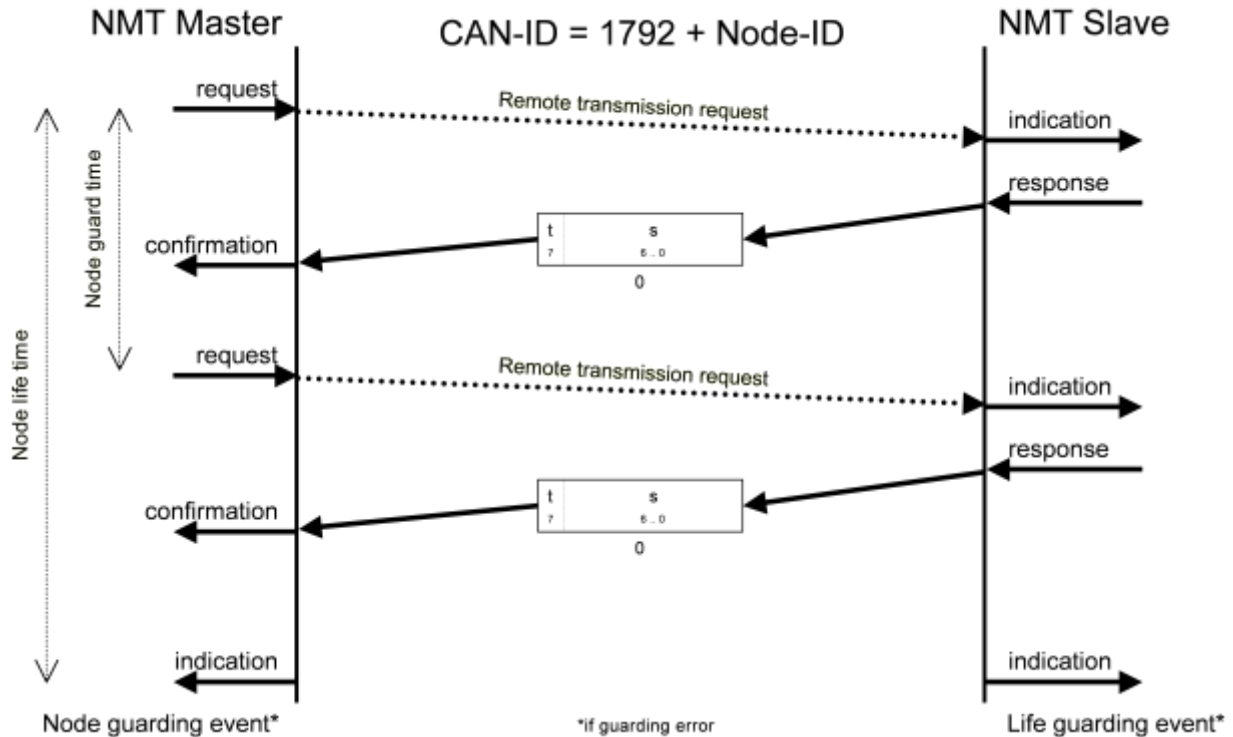 NMT Master
CAN-ID = 1792 + Node-ID
NMT Slave
request
Remote transmission request
indication
response
t s
7 6 .. 0
0
confirmation
Node guard time
Node life time
request
Remote transmission request
indication
response
t s
7 6 .. 0
0
confirmation
indication
indication
Node guarding event*
*if guarding error
Life guarding event*